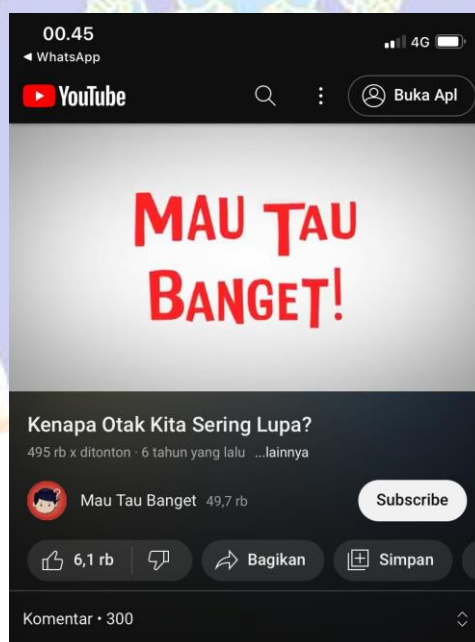 00.45
4G
◄ WhatsApp
YouTube
Buka Apl
MAU TAU
BANGET!
Kenapa Otak Kita Sering Lupa?
495 rb x ditonton · 6 tahun yang lalu ...lainnya
Mau Tau Banget 49,7 rb
Subscribe
6,1 rb
Bagikan
Simpan
Komentar • 300